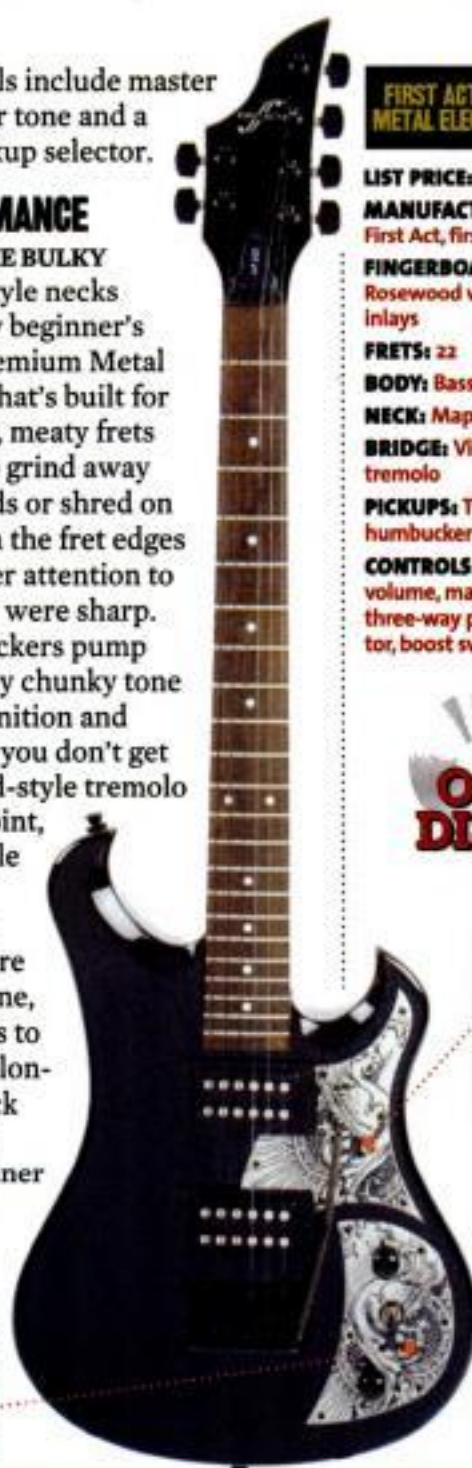 ls include master
r tone and a
kup selector.
MANCE
E BULKY
yle necks
y beginner's
emium Metal
hat's built for
, meaty frets
grind away
ds or shred on
n the fret edges
er attention to
were sharp.
ckers pump
y chunky tone
nition and
you don't get
d-style tremolo
int,
le
re
ne,
s to
lon-
k
ner
FIRST ACT
METAL ELEC
LIST PRICE:
MANUFACT
First Act, firs
FINGERBOA
Rosewood w
inlays
FRETS: 22
BODY: Bass
NECK: Map
BRIDGE: Vi
tremolo
PICKUPS: T
humbucker
CONTROLS
volume, ma
three-way p
tor, boost sw
O
DI